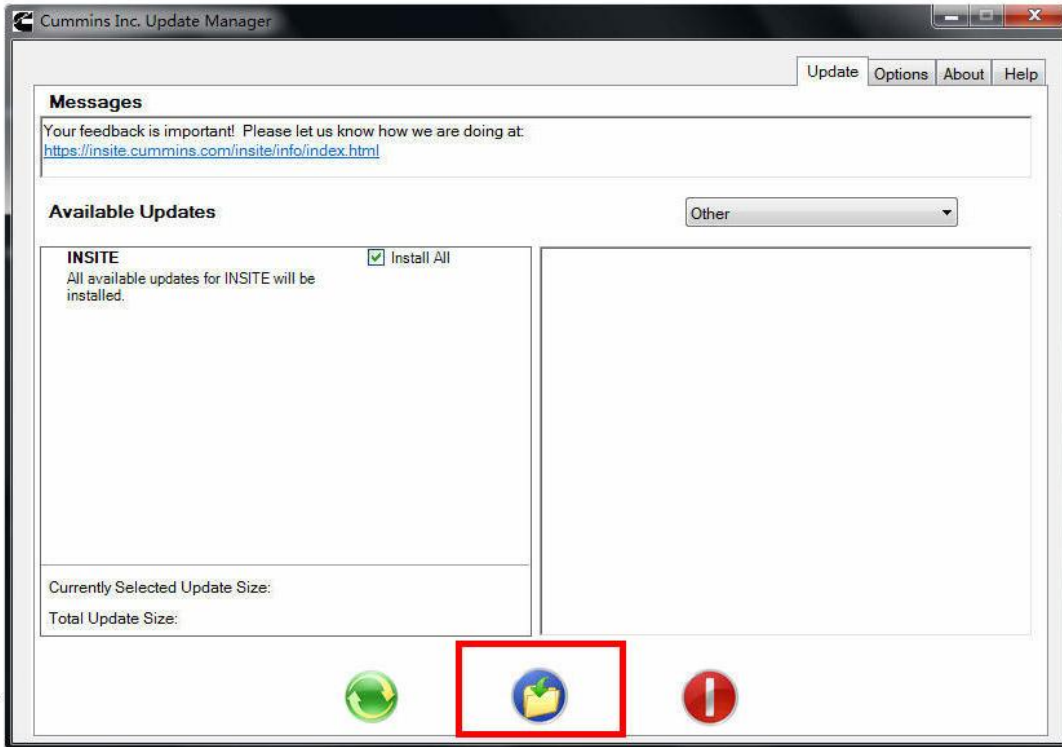 Cummins Inc. Update Manager
Update Options About Help
Messages
Your feedback is important! Please let us know how we are doing at:
https://insite.cummins.com/insite/info/index.html
Available Updates
Other
INSITE
Install All
All available updates for INSITE will be
installed.
Currently Selected Update Size:
Total Update Size: